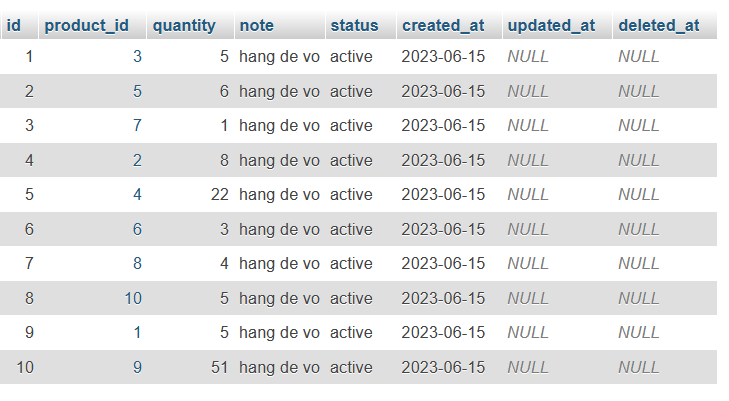 id product_id quantity note status created_at updated_at deleted_at
1 3 5 hang de vo active 2023-06-15 NULL NULL
2 5 6 hang de vo active 2023-06-15 NULL NULL
3 7 1 hang de vo active 2023-06-15 NULL NULL
4 2 8 hang de vo active 2023-06-15 NULL NULL
5 4 22 hang de vo active 2023-06-15 NULL NULL
6 6 3 hang de vo active 2023-06-15 NULL NULL
7 8 4 hang de vo active 2023-06-15 NULL NULL
8 10 5 hang de vo active 2023-06-15 NULL NULL
9 1 5 hang de vo active 2023-06-15 NULL NULL
10 9 51 hang de vo active 2023-06-15 NULL NULL